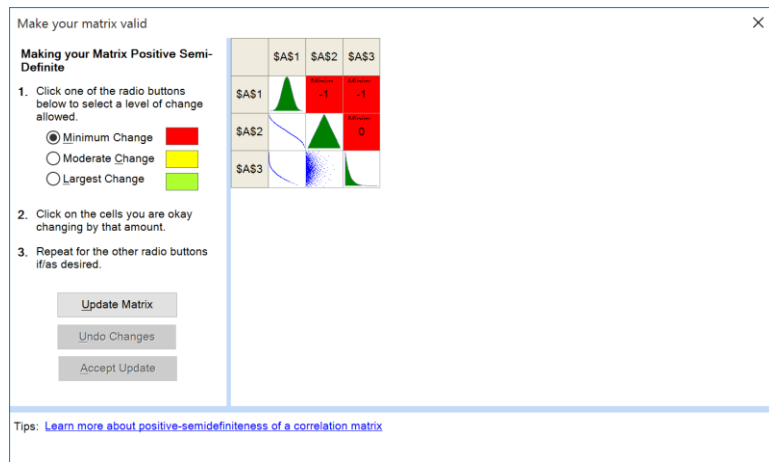 Make your matrix valid
Making your Matrix Positive Semi-
Definite
1. Click one of the radio buttons
below to select a level of change
allowed.
Minimum Change
Moderate Change
Largest Change
2. Click on the cells you are okay
changing by that amount.
3. Repeat for the other radio buttons
if/as desired.
Update Matrix
Undo Changes
Accept Update
$A$1 $A$2 $A$3
$A$1 -1 -1
$A$2 0
$A$3
Tips: Learn more about positive-semidefiniteness of a correlation matrix